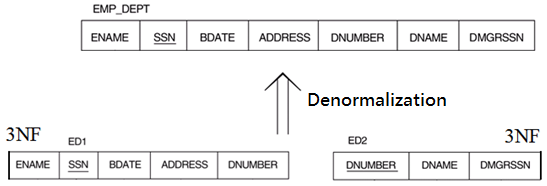 EMP_DEPT
ENAME SSN BDATE ADDRESS DNUMBER DNAME DMGRSSN
Denormalization
3NF ED1 ED2 3NF
ENAME SSN BDATE ADDRESS DNUMBER DNUMBER DNAME DMGRSSN